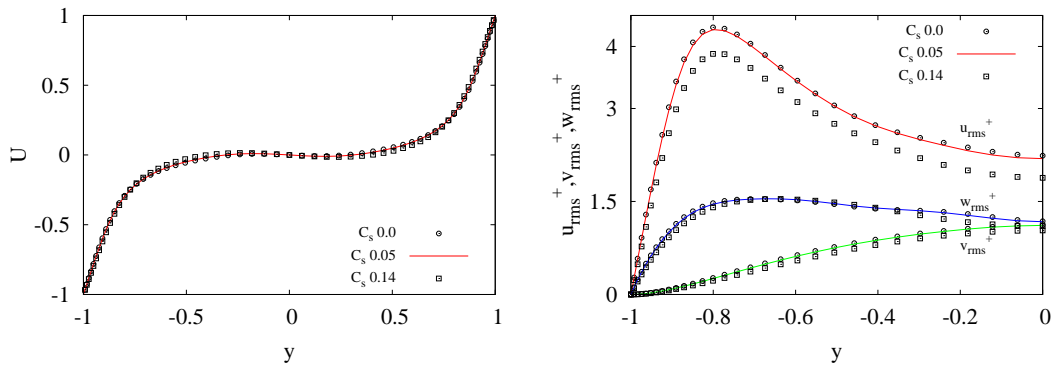 1
0.5
0
-0.5
-1
U
-1
-0.5
0
0.5
1
y
C_s 0.0
C_s 0.05
C_s 0.14
4.5
3
1.5
0
u_rms^+, v_rms^+, w_rms^+
-1
-0.8
-0.6
-0.4
-0.2
0
y
C_s 0.0
C_s 0.05
C_s 0.14
u_rms^+
w_rms^+
v_rms^+